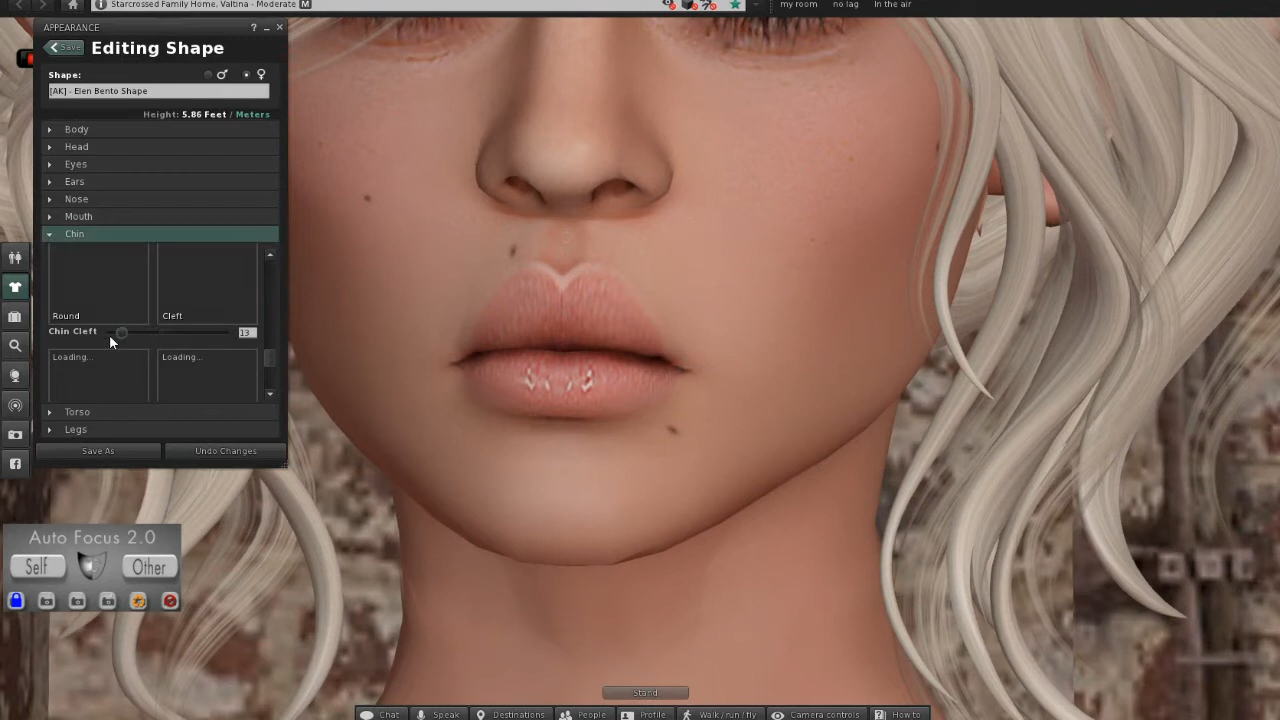 Starcrossed Family Home, Valtina - Moderate M
my room
no lag
In the air
APPEARANCE
? _ ×
Save
Editing Shape
Shape:
[AK] - Elen Bento Shape
Height: 5.86 Feet / Meters
Body
Head
Eyes
Ears
Nose
Mouth
Chin
Round
Cleft
Chin Cleft
13
Loading...
Loading...
Torso
Legs
Save As
Undo Changes
Auto Focus 2.0
Self
Other
Stand
Chat
Speak
Destinations
People
Profile
Walk / run / fly
Camera controls
How to